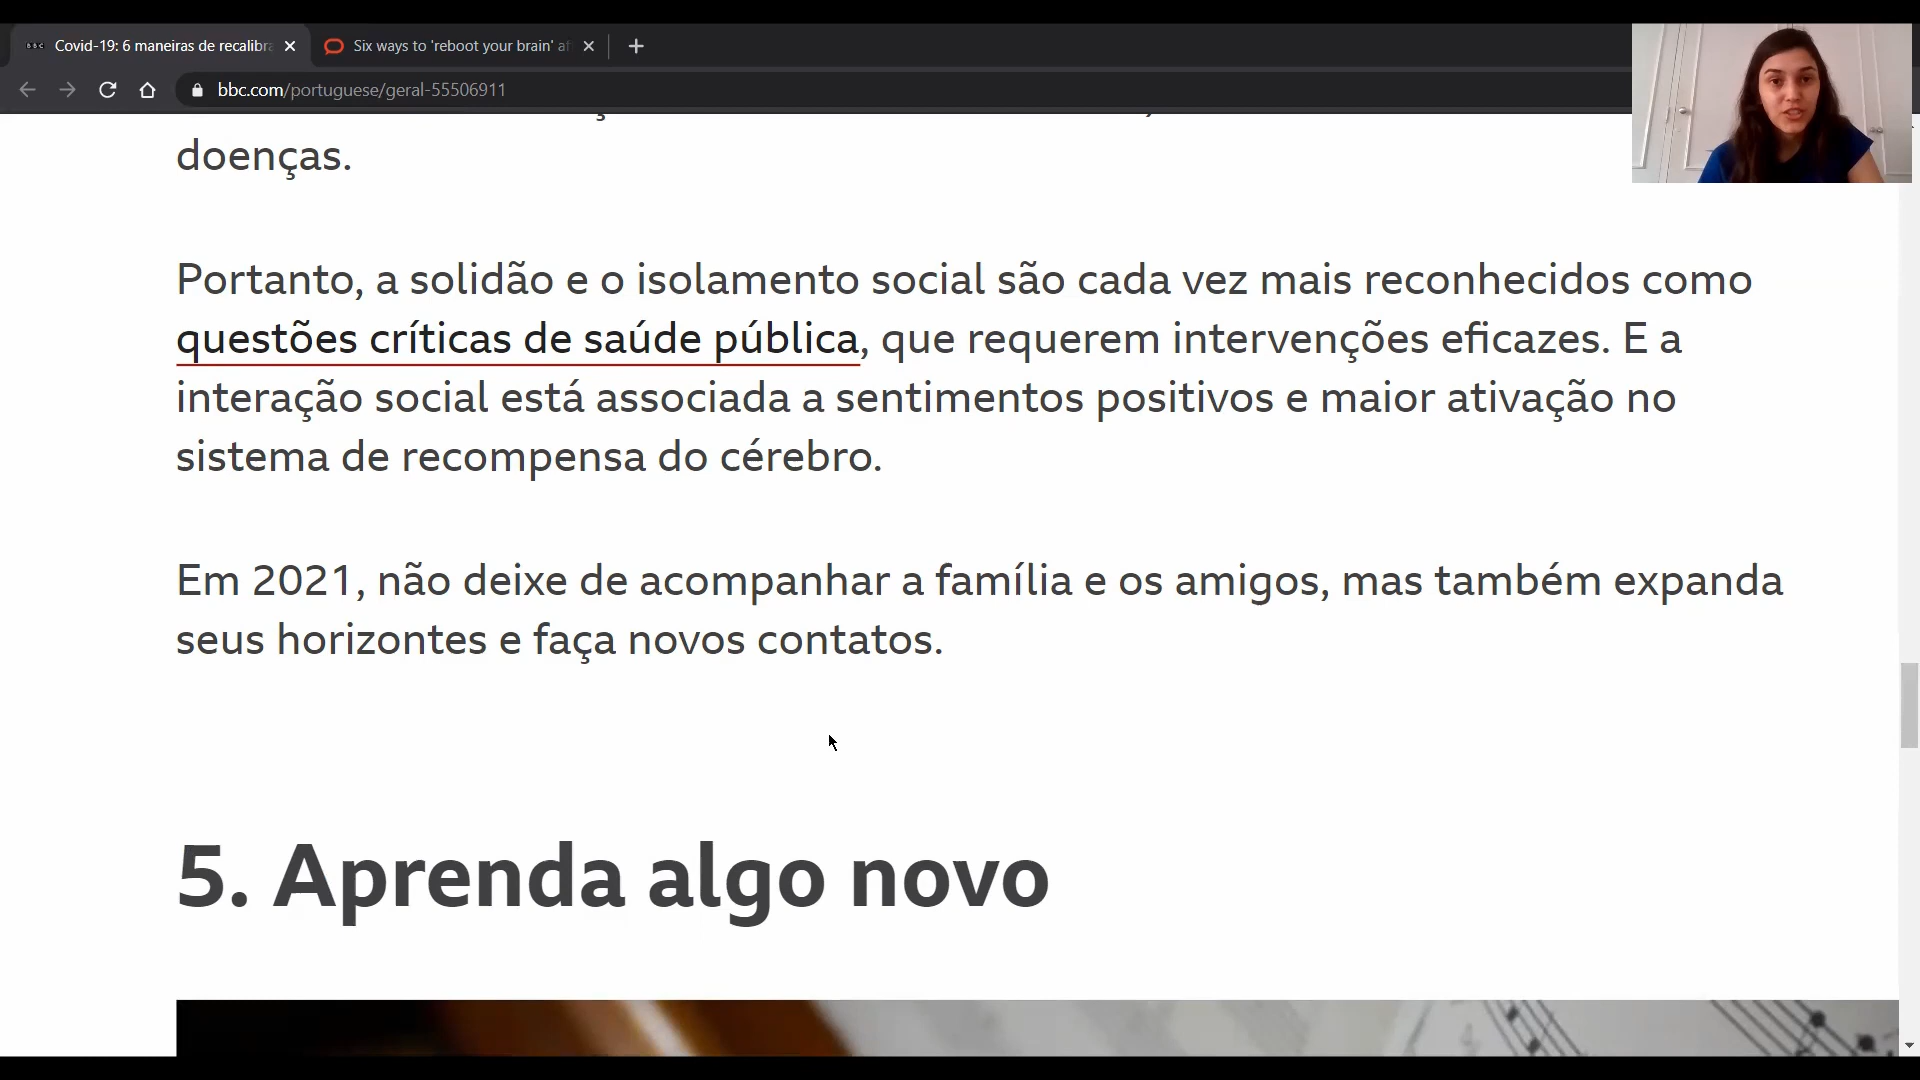 BBC Covid-19: 6 maneiras de recalibra
Six ways to 'reboot your brain' af
bbc.com/portuguese/geral-55506911
doenças.
Portanto, a solidão e o isolamento social são cada vez mais reconhecidos como
questões críticas de saúde pública, que requerem intervenções eficazes. E a
interação social está associada a sentimentos positivos e maior ativação no
sistema de recompensa do cérebro.
Em 2021, não deixe de acompanhar a família e os amigos, mas também expanda
seus horizontes e faça novos contatos.
5. Aprenda algo novo